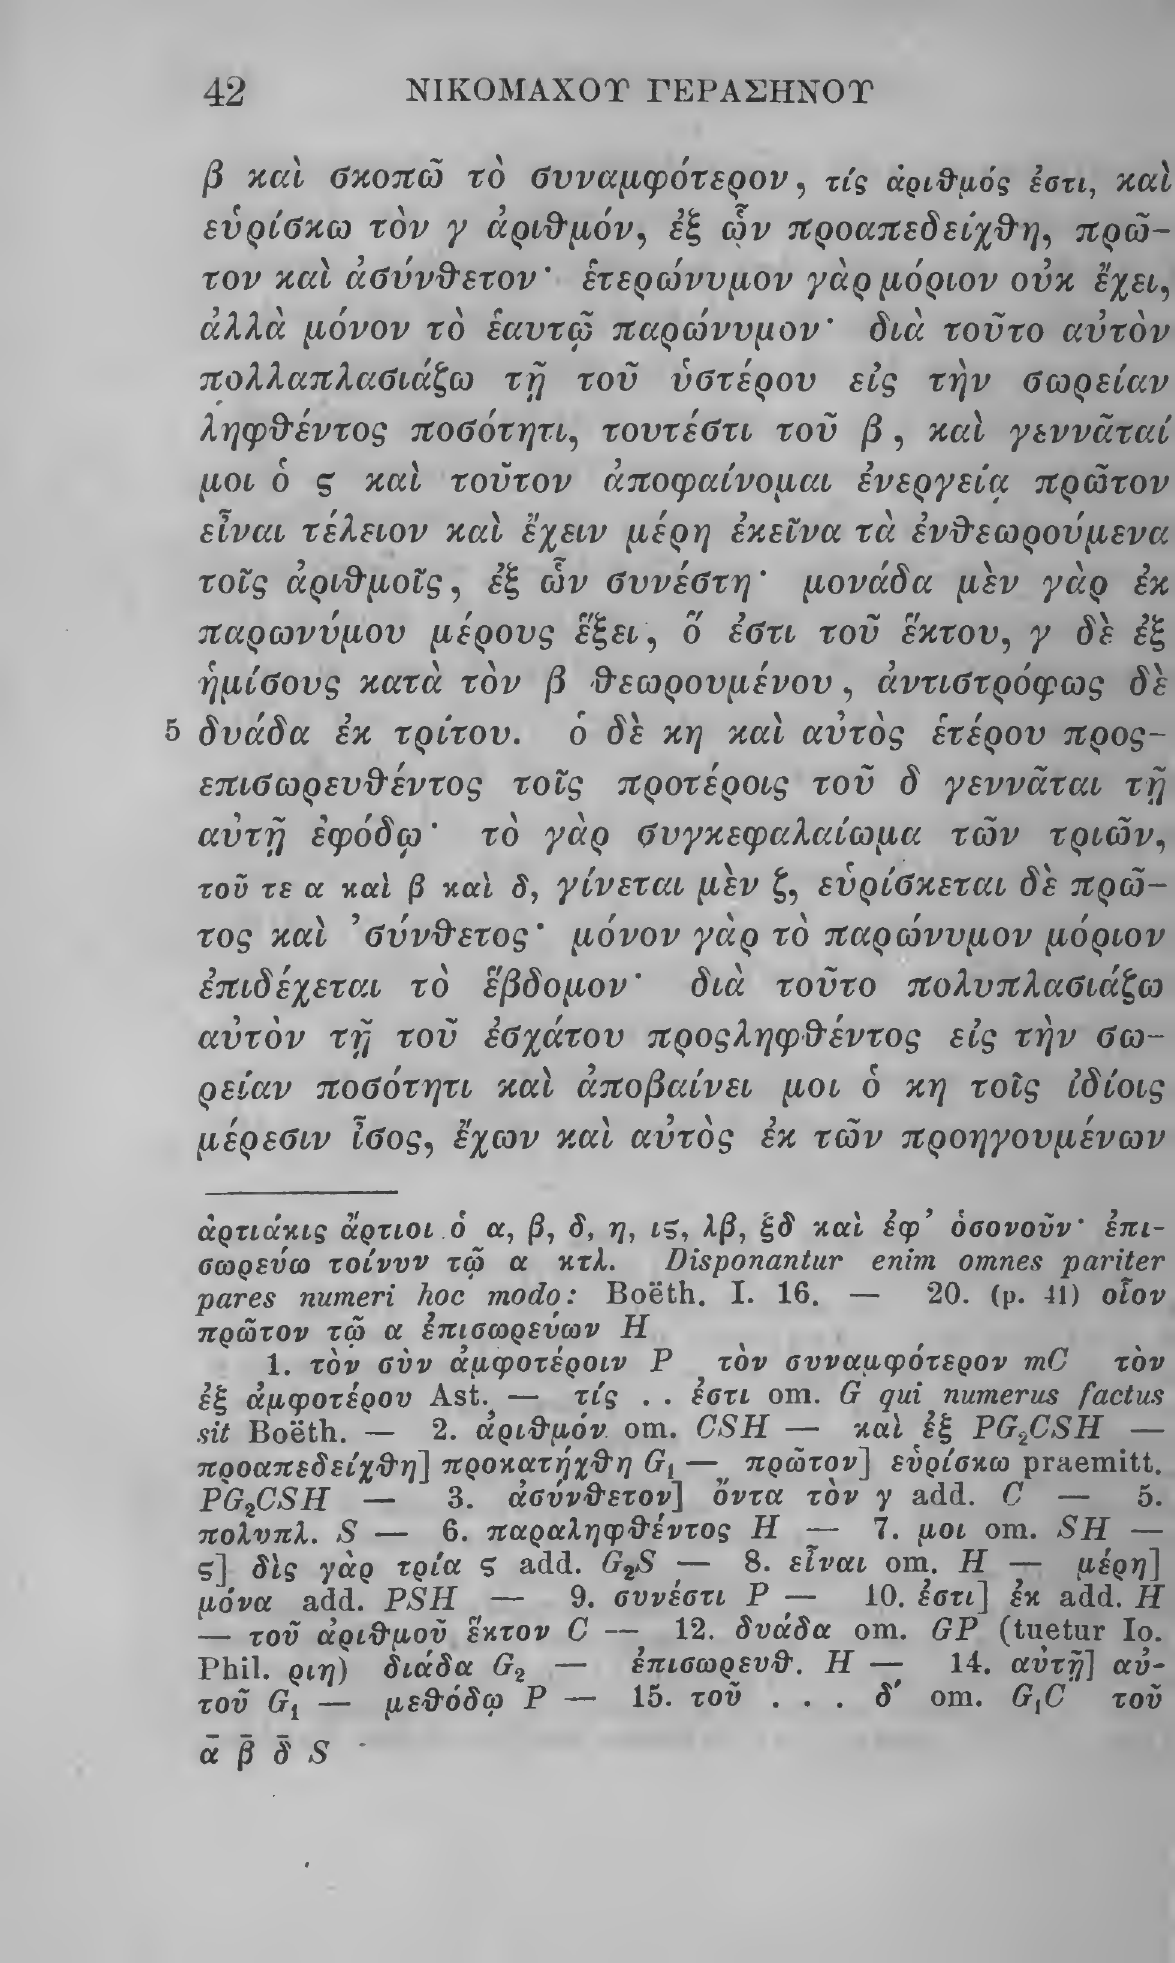 42 ΝΙΚΟΜΑΧΟΥ ΓΕΡΑΣΗΝΟΥ
β καὶ σκοπῶ τὸ συναμφότερον, τίς ἀριθμός ἐστι, καὶ
εὑρίσκω τὸν γ ἀριθμόν, ἐξ ὧν προαπεδείχθη, πρῶ-
τον καὶ ἀσύνθετον· ἑτερώνυμον γὰρ μόριον οὐκ ἔχει,
ἀλλὰ μόνον τὸ ἑαυτῷ παρώνυμον· διὰ τοῦτο αὐτὸν
πολλαπλασιάζω τῇ τοῦ ὑστέρου εἰς τὴν σωρείαν
ληφθέντος ποσότητι, τουτέστι τοῦ β, καὶ γεννᾶταί
μοι ὁ ς καὶ τοῦτον ἀποφαίνομαι ἐνεργείᾳ πρῶτον
εἶναι τέλειον καὶ ἔχειν μέρη ἐκεῖνα τὰ ἐνθεωρούμενα
τοῖς ἀριθμοῖς, ἐξ ὧν συνέστη· μονάδα μὲν γὰρ ἐκ
παρωνύμου μέρους ἕξει, ὅ ἐστι τοῦ ἕκτου, γ δὲ ἐξ
ἡμίσους κατὰ τὸν β θεωρουμένου, ἀντιστρόφως δὲ
5 δυάδα ἐκ τρίτου. ὁ δὲ κη καὶ αὐτὸς ἑτέρου προς-
επισωρευθέντος τοῖς προτέροις τοῦ δ γεννᾶται τῇ
αὐτῇ ἐφόδῳ· τὸ γὰρ συγκεφαλαίωμα τῶν τριῶν,
τοῦ τε α καὶ β καὶ δ, γίνεται μὲν ζ, εὑρίσκεται δὲ πρῶ-
τος καὶ ᾿σύνθετος· μόνον γὰρ τὸ παρώνυμον μόριον
ἐπιδέχεται τὸ ἕβδομον· διὰ τοῦτο πολυπλασιάζω
αὐτὸν τῇ τοῦ ἐσχάτου προςληφθέντος εἰς τὴν σω-
ρείαν ποσότητι καὶ ἀποβαίνει μοι ὁ κη τοῖς ἰδίοις
μέρεσιν ἶσος, ἔχων καὶ αὐτὸς ἐκ τῶν προηγουμένων
ἀρτιάκις ἄρτιοι ὁ α, β, δ, η, ις, λβ, ξδ καὶ ἐφ᾿ ὁσονοῦν· ἐπι-
σωρεύω τοίνυν τῷ α κτλ. Disponantur enim omnes pariter
pares numeri hoc modo: Boëth. I. 16. — 20. (p. 41) οἷον
πρῶτον τῷ α ἐπισωρεύων H
1. τὸν σὺν ἀμφοτέροιν P τὸν συναμφότερον mC τὸν
ἐξ ἀμφοτέρου Ast. — τίς . . ἐστι om. G qui numerus factus
sit Boëth. — 2. ἀριθμόν om. CSH — καὶ ἐξ PG₂CSH —
προαπεδείχθη] προκατήχθη G₁ — πρῶτον] εὑρίσκω praemitt.
PG₂CSH — 3. ἀσύνθετον] ὄντα τὸν γ add. C — 5.
πολυπλ. S — 6. παραληφθέντος H — 7. μοι om. SH —
ς] δὶς γὰρ τρία ς add. G₂S — 8. εἶναι om. H — μέρη]
μόνα add. PSH — 9. συνέστι P — 10. ἐστι] ἐκ add. H
— τοῦ ἀριθμοῦ ἕκτον C — 12. δυάδα om. GP (tuetur Io.
Phil. ριη) διάδα G₂ — ἐπισωρευθ. H — 14. αὐτῇ] αὐ-
τοῦ G₁ — μεθόδῳ P — 15. τοῦ . . . δ΄ om. G₁C τοῦ
ᾱ β̄ δ̄ S